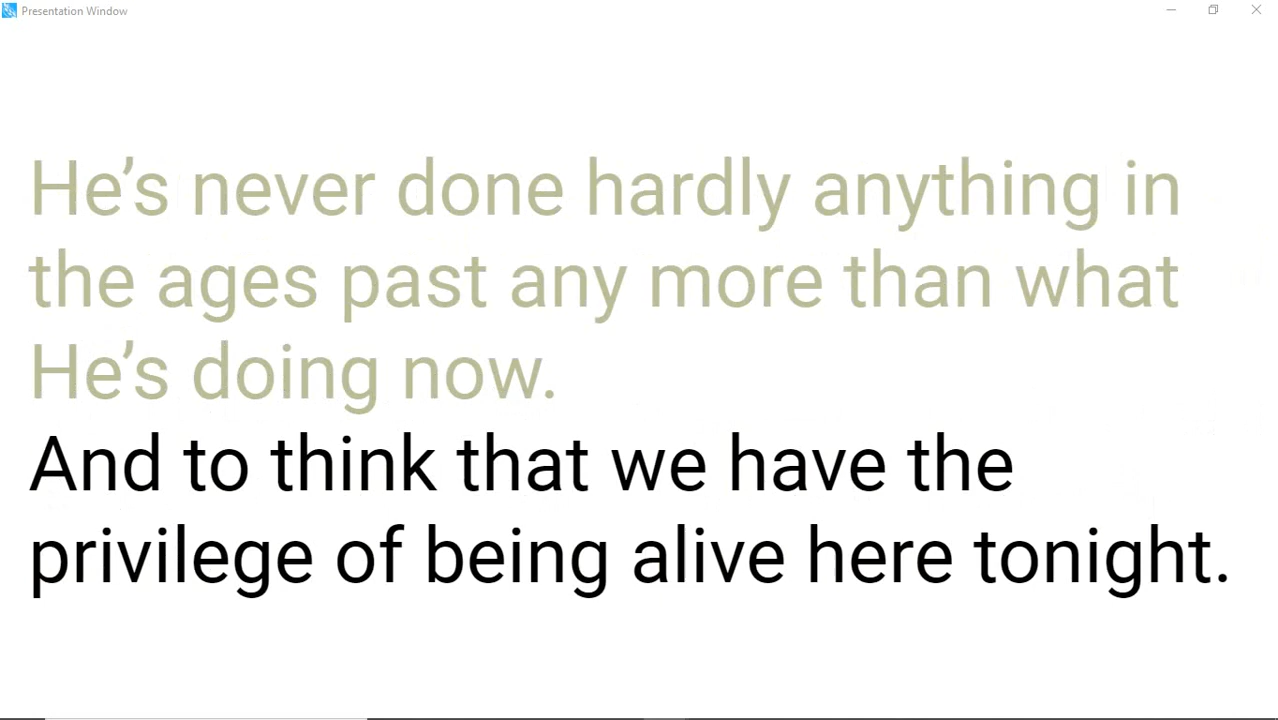 Presentation Window
He’s never done hardly anything in
the ages past any more than what
He’s doing now.
And to think that we have the
privilege of being alive here tonight.